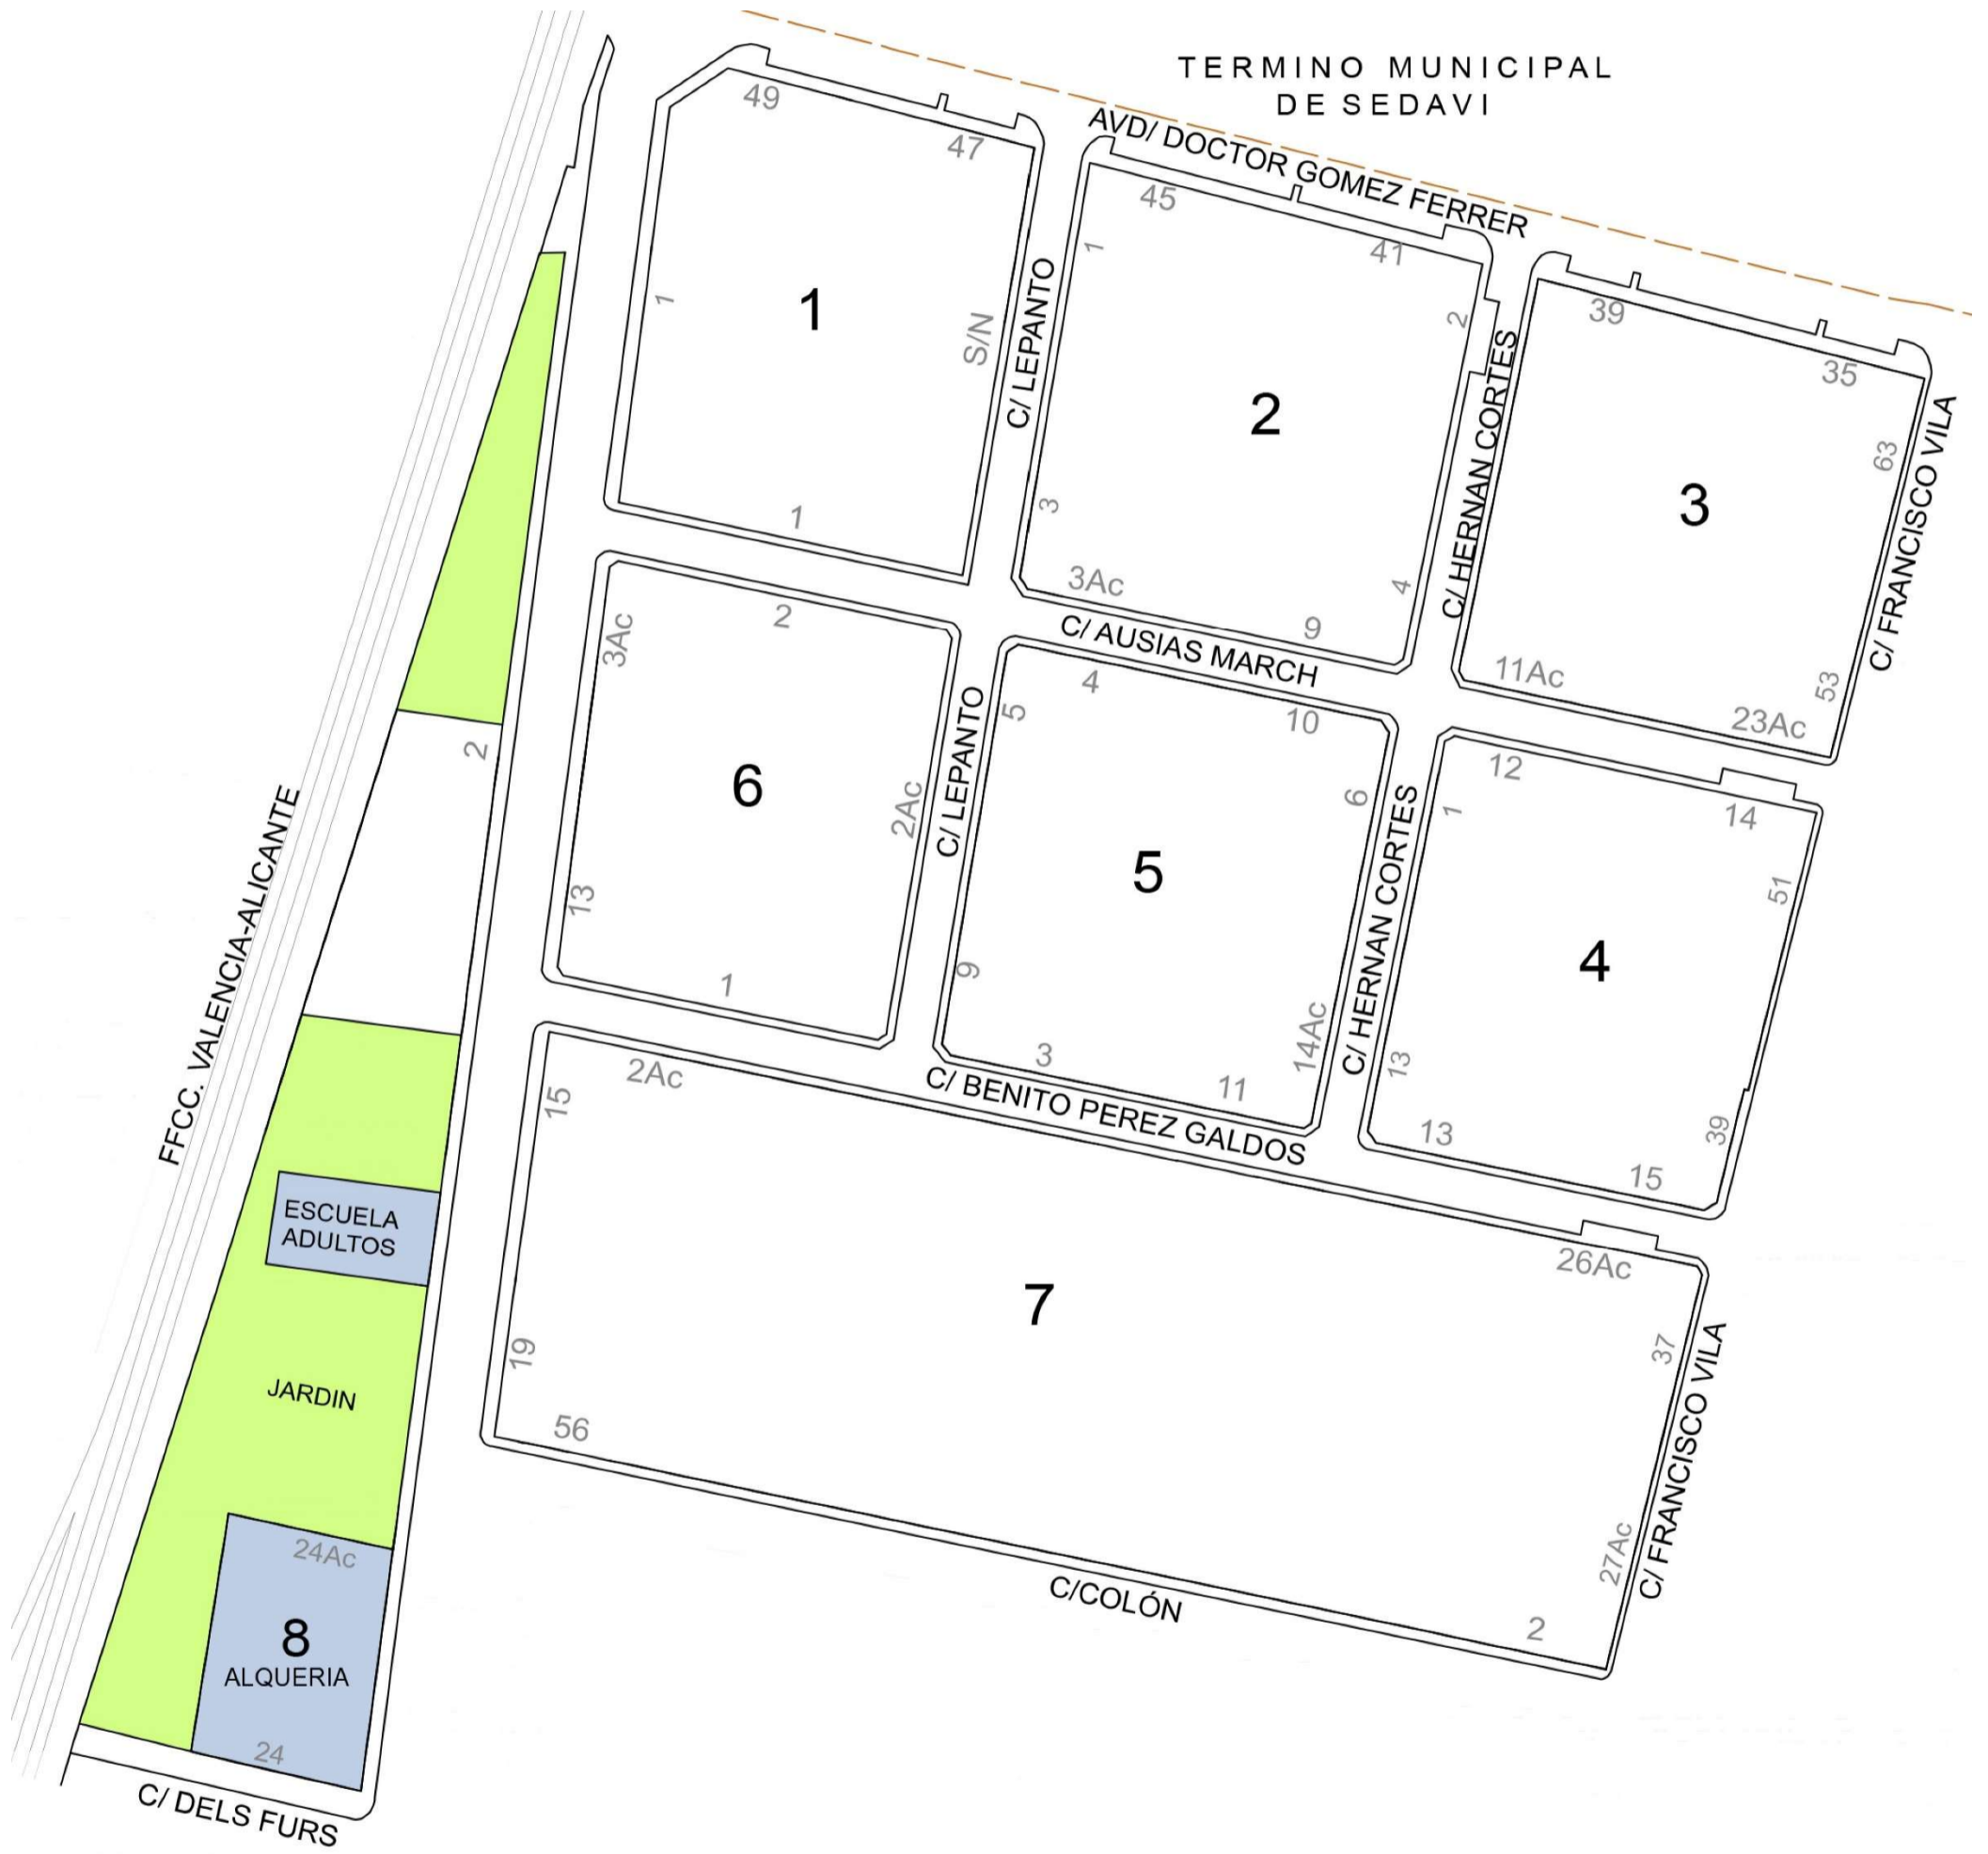 TERMINO MUNICIPAL
DE SEDAVI
AVD/ DOCTOR GOMEZ FERRER
49
47
1
1
S/N
1
C/ LEPANTO
45
41
1
2
2
3
4
3Ac
9
C/ HERNAN CORTES
39
35
3
63
53
11Ac
23Ac
C/ FRANCISCO VILA
C/ AUSIAS MARCH
2
3Ac
6
2Ac
13
1
C/ LEPANTO
4
10
5
6
5
9
14Ac
3
11
C/ HERNAN CORTES
12
14
1
51
4
13
39
13
15
C/ BENITO PEREZ GALDOS
2Ac
26Ac
15
7
37
19
27Ac
56
2
C/ FRANCISCO VILA
C/COLÓN
FFCC. VALENCIA-ALICANTE
2
ESCUELA
ADULTOS
JARDIN
24Ac
8
ALQUERIA
24
C/ DELS FURS